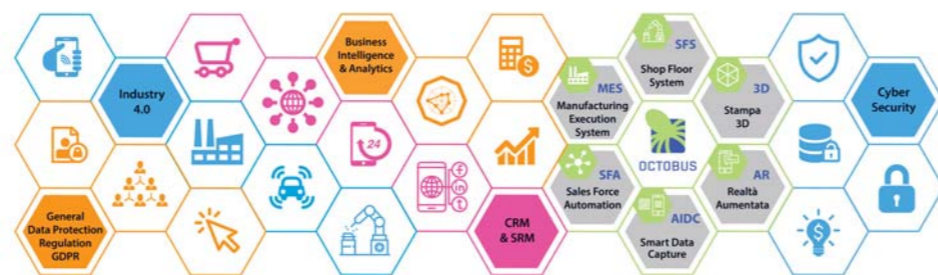 Industry
4.0
General
Data Protection
Regulation
GDPR
Business
Intelligence
& Analytics
24
$
CRM
& SRM
MES
Manufacturing
Execution
System
SFA
Sales Force
Automation
SFS
Shop Floor
System
OCTOBUS
AIDC
Smart Data
Capture
3D
Stampa
3D
AR
Realtà
Aumentata
$
Cyber
Security